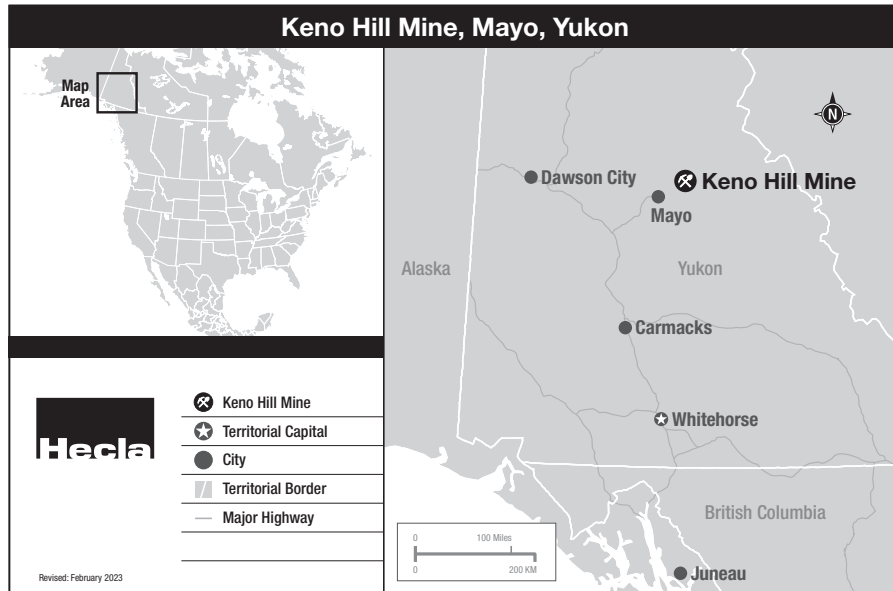 Keno Hill Mine, Mayo, Yukon
Map
Area
N
Dawson City
Keno Hill Mine
Mayo
Alaska
Yukon
Carmacks
Whitehorse
British Columbia
Juneau
0
100 Miles
0
200 KM
Hecla
Keno Hill Mine
Territorial Capital
City
Territorial Border
Major Highway
Revised: February 2023